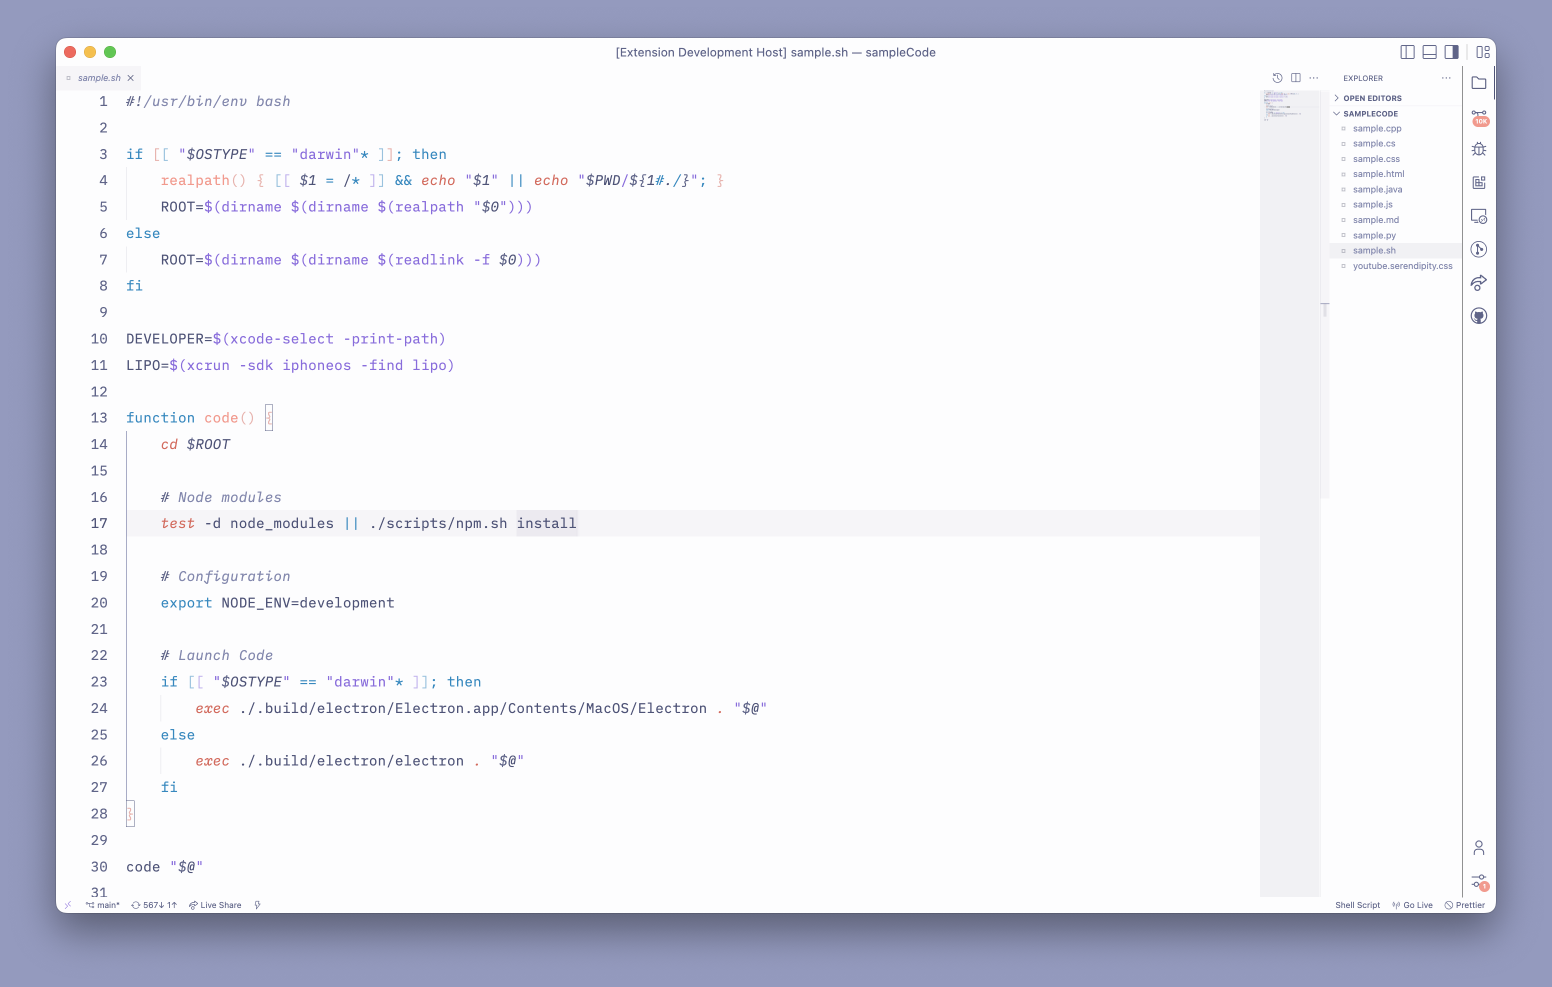 [Extension Development Host] sample.sh — sampleCode
sample.sh
EXPLORER
OPEN EDITORS
SAMPLECODE
sample.cpp
sample.cs
sample.css
sample.html
sample.java
sample.js
sample.md
sample.py
sample.sh
youtube.serendipity.css
10K
1 #!/usr/bin/env bash
2
3 if [[ "$OSTYPE" == "darwin"* ]]; then
4     realpath() { [[ $1 = /* ]] && echo "$1" || echo "$PWD/${1#./}"; }
5     ROOT=$(dirname $(dirname $(realpath "$0")))
6 else
7     ROOT=$(dirname $(dirname $(readlink -f $0)))
8 fi
9
10 DEVELOPER=$(xcode-select -print-path)
11 LIPO=$(xcrun -sdk iphoneos -find lipo)
12
13 function code() {
14     cd $ROOT
15
16     # Node modules
17     test -d node_modules || ./scripts/npm.sh install
18
19     # Configuration
20     export NODE_ENV=development
21
22     # Launch Code
23     if [[ "$OSTYPE" == "darwin"* ]]; then
24         exec ./.build/electron/Electron.app/Contents/MacOS/Electron . "$@"
25     else
26         exec ./.build/electron/electron . "$@"
27     fi
28 }
29
30 code "$@"
31
1
main* 567↓ 1↑ Live Share
Shell Script Go Live Prettier